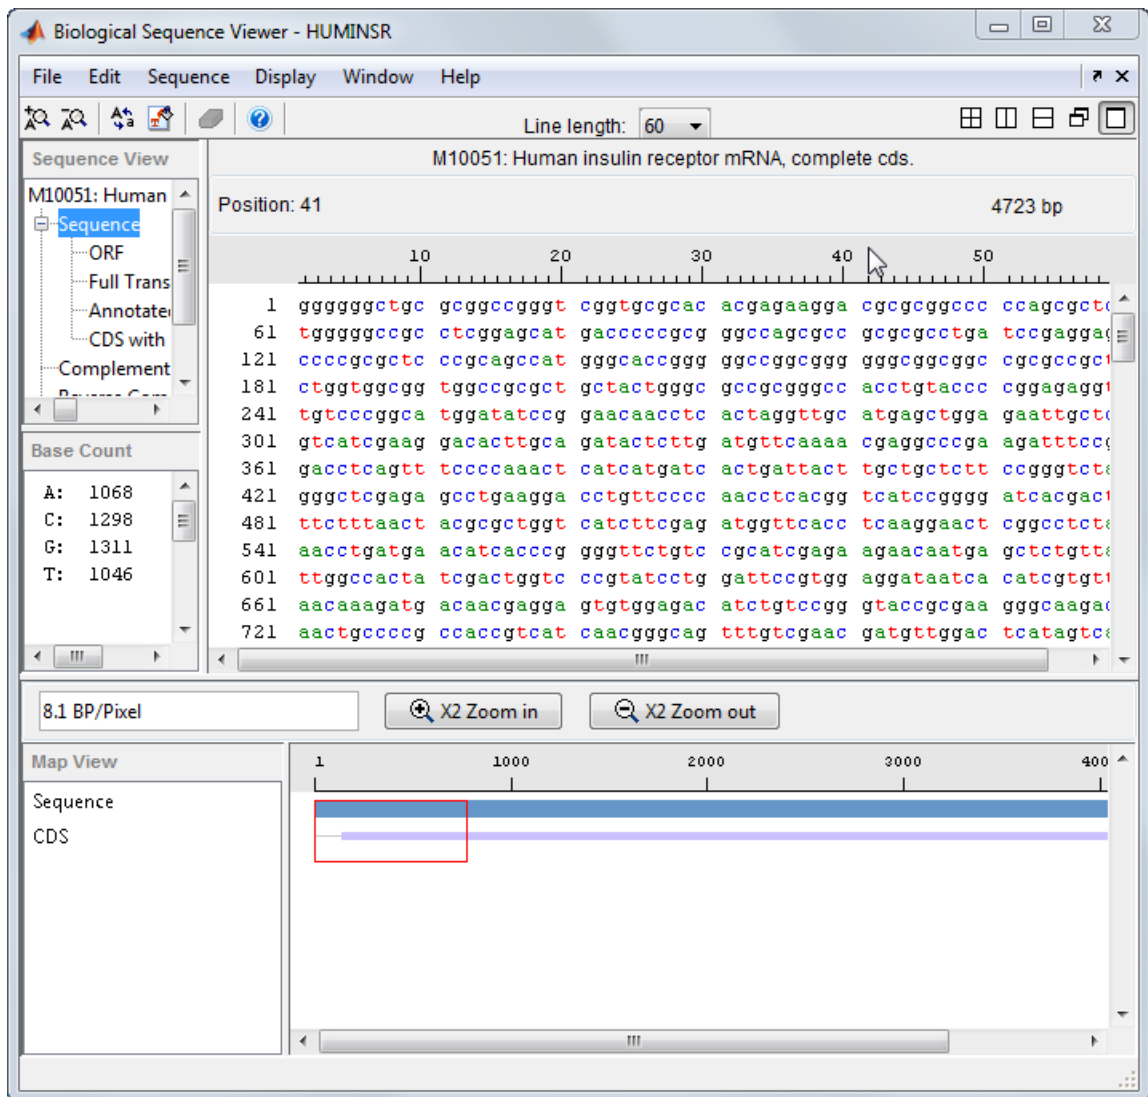 Biological Sequence Viewer - HUMINSR
File Edit Sequence Display Window Help
Line length: 60
Sequence View
M10051: Human
Sequence
ORF
Full Trans
Annotate
CDS with
Complement
M10051: Human insulin receptor mRNA, complete cds.
Position: 41 4723 bp
10 20 30 40 50
1 ggggggctgc gcggccgggt cggtgcgcac acgagaagga cgcgcggccc ccagcgct
61 tgggggccgc ctcggagcat gacccccgcg ggccagcgcc gcgcgcctga tccgagga
121 ccccgcgctc ccgcagccat gggcaccggg ggccggcggg gggcggcggc cgcgccgc
181 ctggtggcgg tggccgcgct gctactgggc gccgcgggcc acctgtaccc cggagagg
241 tgtcccggca tggatatccg gaacaacctc actaggttgc atgagctgga gaattgct
301 gtcatcgaag gacacttgca gatactcttg atgttcaaaa cgaggcccga agatttcc
361 gacctcagtt tccccaaact catcatgatc actgattact tgctgctctt ccgggtct
421 gggctcgaga gcctgaagga cctgttcccc aacctcacgg tcatccgggg atcacgac
481 ttctttaact acgcgctggt catcttcgag atggttcacc tcaaggaact cggcctct
541 aacctgatga acatcacccg gggttctgtc cgcatcgaga agaacaatga gctctgtt
601 ttggccacta tcgactggtc ccgtatcctg gattccgtgg aggataatca catcgtgt
661 aacaaagatg acaacgagga gtgtggagac atctgtccgg gtaccgcgaa gggcaaga
721 aactgccccg ccaccgtcat caacgggcag tttgtcgaac gatgttggac tcatagtc
Base Count
A: 1068
C: 1298
G: 1311
T: 1046
8.1 BP/Pixel X2 Zoom in X2 Zoom out
Map View
1 1000 2000 3000 400
Sequence
CDS